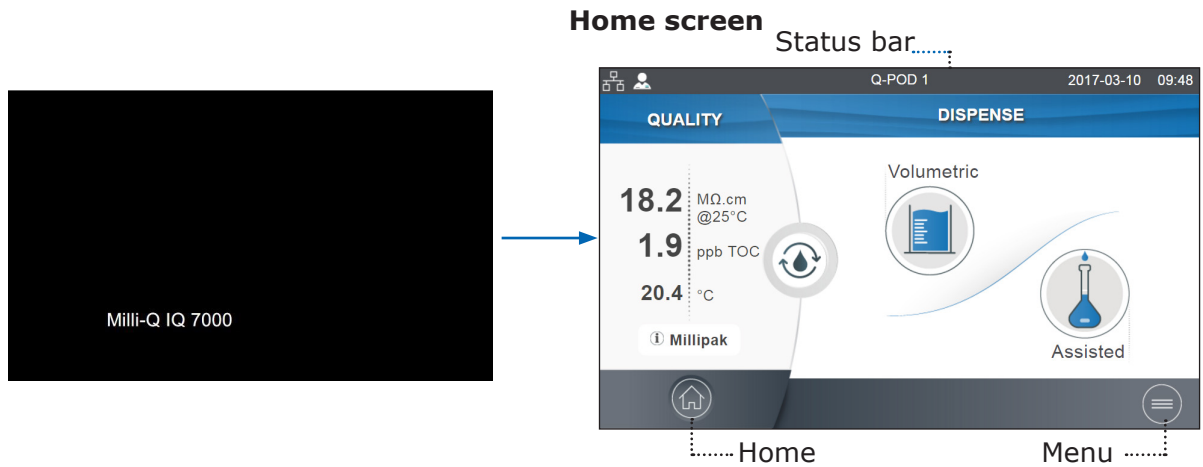 Home screen
Status bar
Milli-Q IQ 7000
Q-POD 1 2017-03-10 09:48
QUALITY
DISPENSE
18.2 MΩ.cm
@25°C
1.9 ppb TOC
20.4 °C
i Millipak
Volumetric
Assisted
Home
Menu